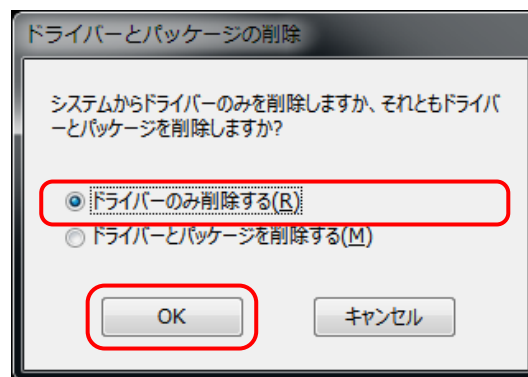 ドライバーとパッケージの削除
システムからドライバーのみを削除しますか、それともドライバ
ーとパッケージを削除しますか?
ドライバーのみ削除する(R)
ドライバーとパッケージを削除する(M)
OK キャンセル